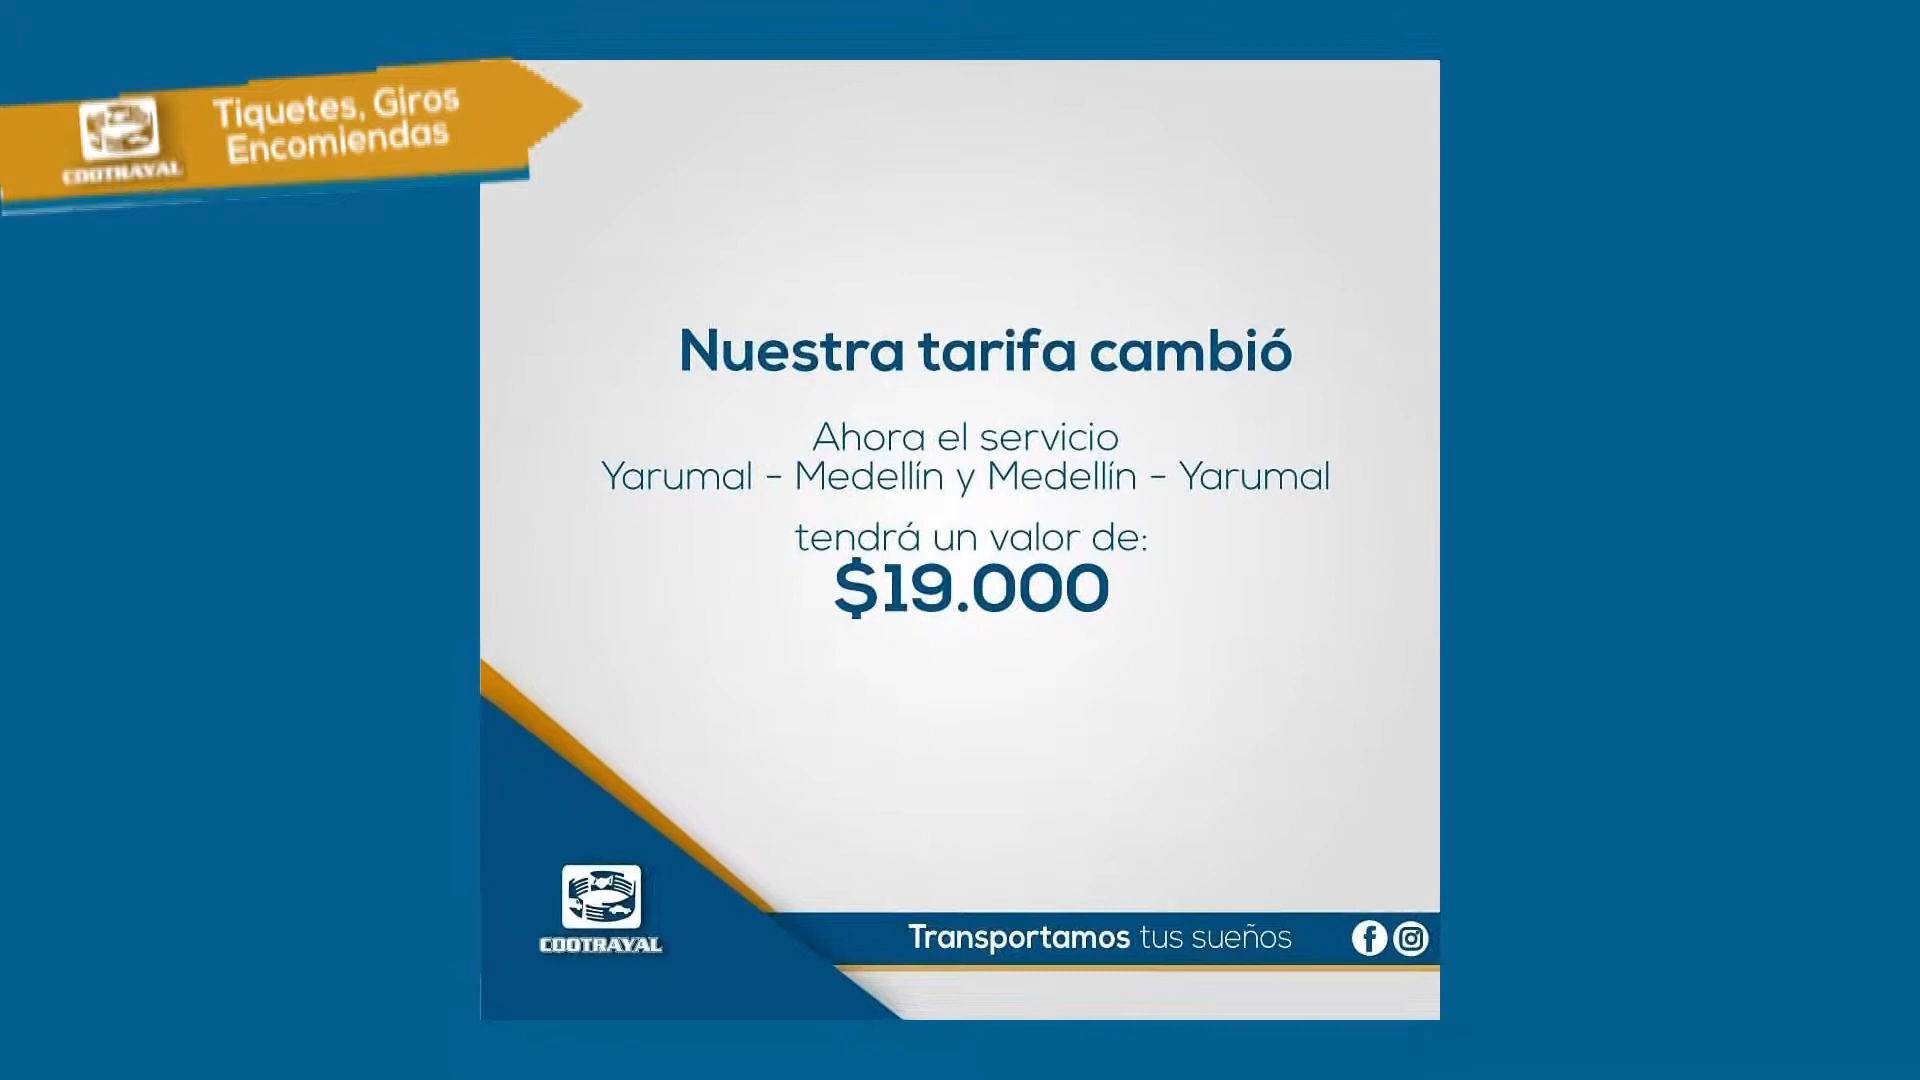 Tiquetes, Giros
Encomiendas
COOTRAYAL
Nuestra tarifa cambió
Ahora el servicio
Yarumal - Medellín y Medellín - Yarumal
tendrá un valor de:
$19.000
COOTRAYAL
Transportamos tus sueños